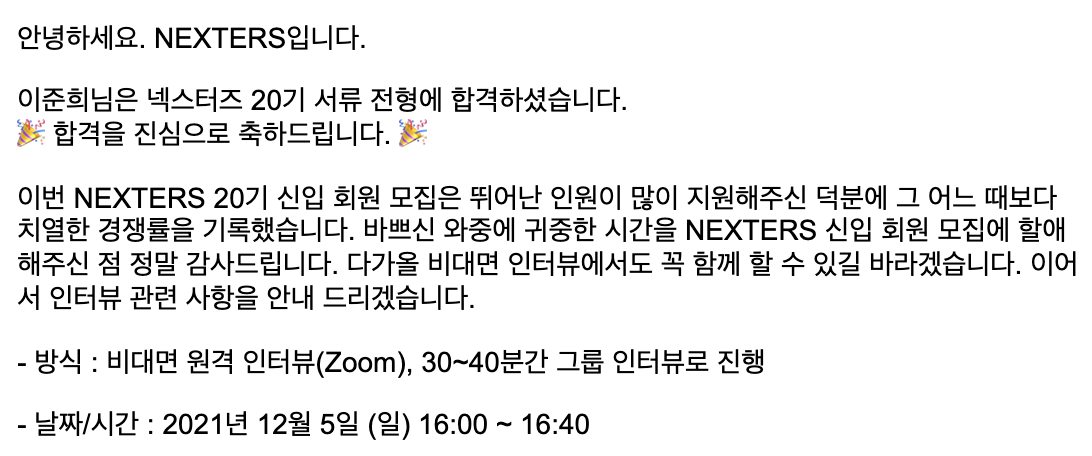 안녕하세요. NEXTERS입니다.
이준희님은 넥스터즈 20기 서류 전형에 합격하셨습니다.
🎉 합격을 진심으로 축하드립니다. 🎉
이번 NEXTERS 20기 신입 회원 모집은 뛰어난 인원이 많이 지원해주신 덕분에 그 어느 때보다
치열한 경쟁률을 기록했습니다. 바쁘신 와중에 귀중한 시간을 NEXTERS 신입 회원 모집에 할애
해주신 점 정말 감사드립니다. 다가올 비대면 인터뷰에서도 꼭 함께 할 수 있길 바라겠습니다. 이어
서 인터뷰 관련 사항을 안내 드리겠습니다.
- 방식 : 비대면 원격 인터뷰(Zoom), 30~40분간 그룹 인터뷰로 진행
- 날짜/시간 : 2021년 12월 5일 (일) 16:00 ~ 16:40